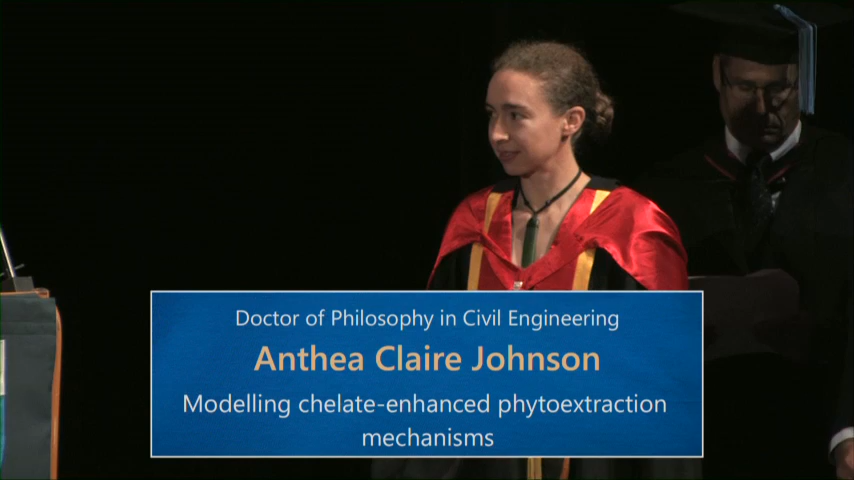 Doctor of Philosophy in Civil Engineering
Anthea Claire Johnson
Modelling chelate-enhanced phytoextraction
mechanisms